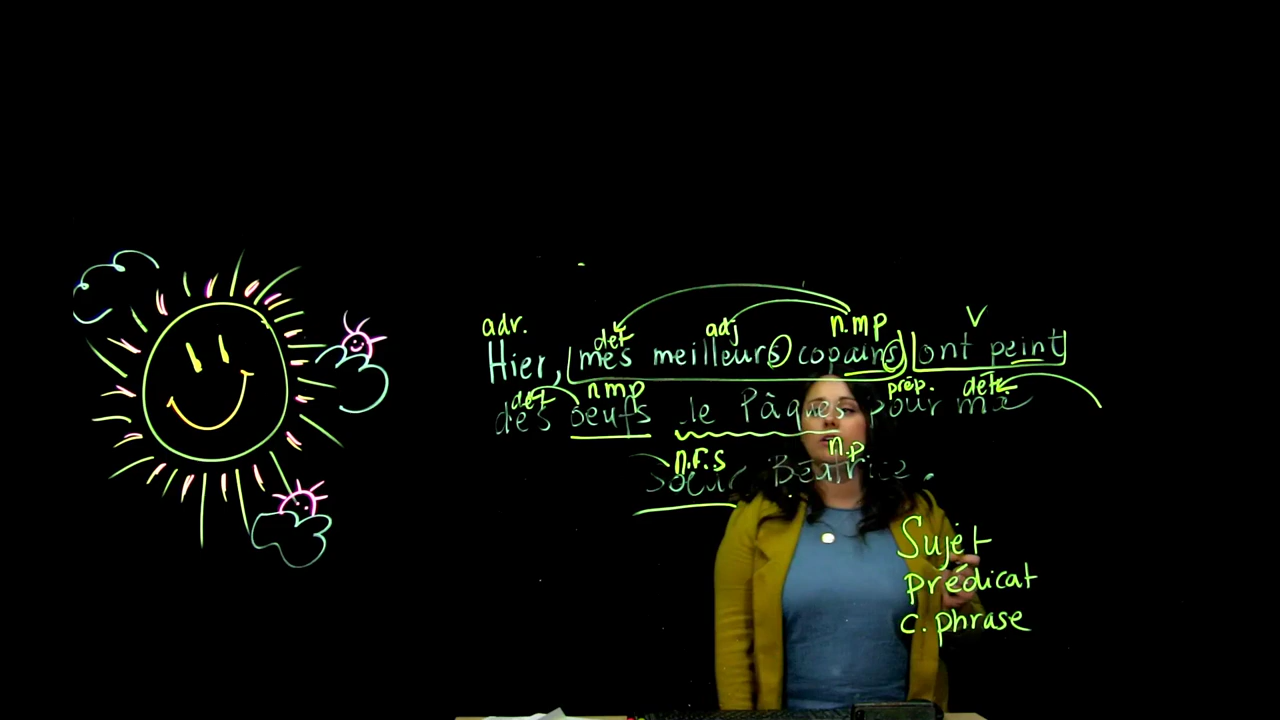 adv.
dét adj n.m.p V
Hier, mes meilleurs copains ont peint
dét n.m.p prép. dét.
des oeufs de Pâques pour ma
n.f.s n.p
soeur Béatrice.
Sujet
Prédicat
c. phrase